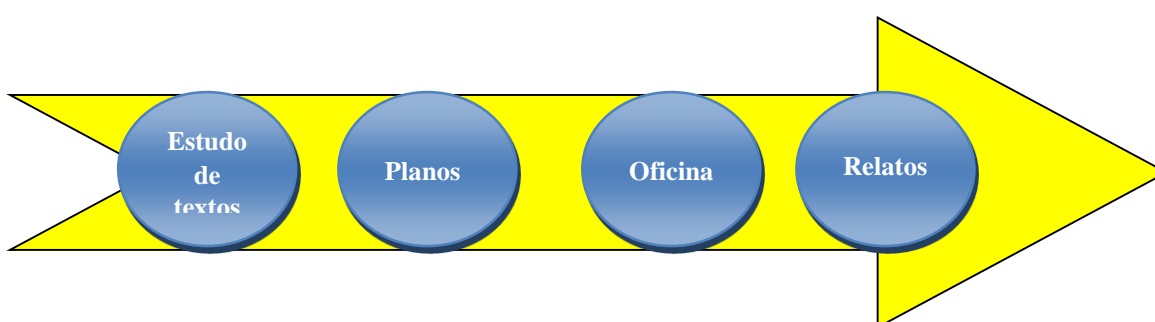 Estudo
de
textos
Planos
Oficina
Relatos